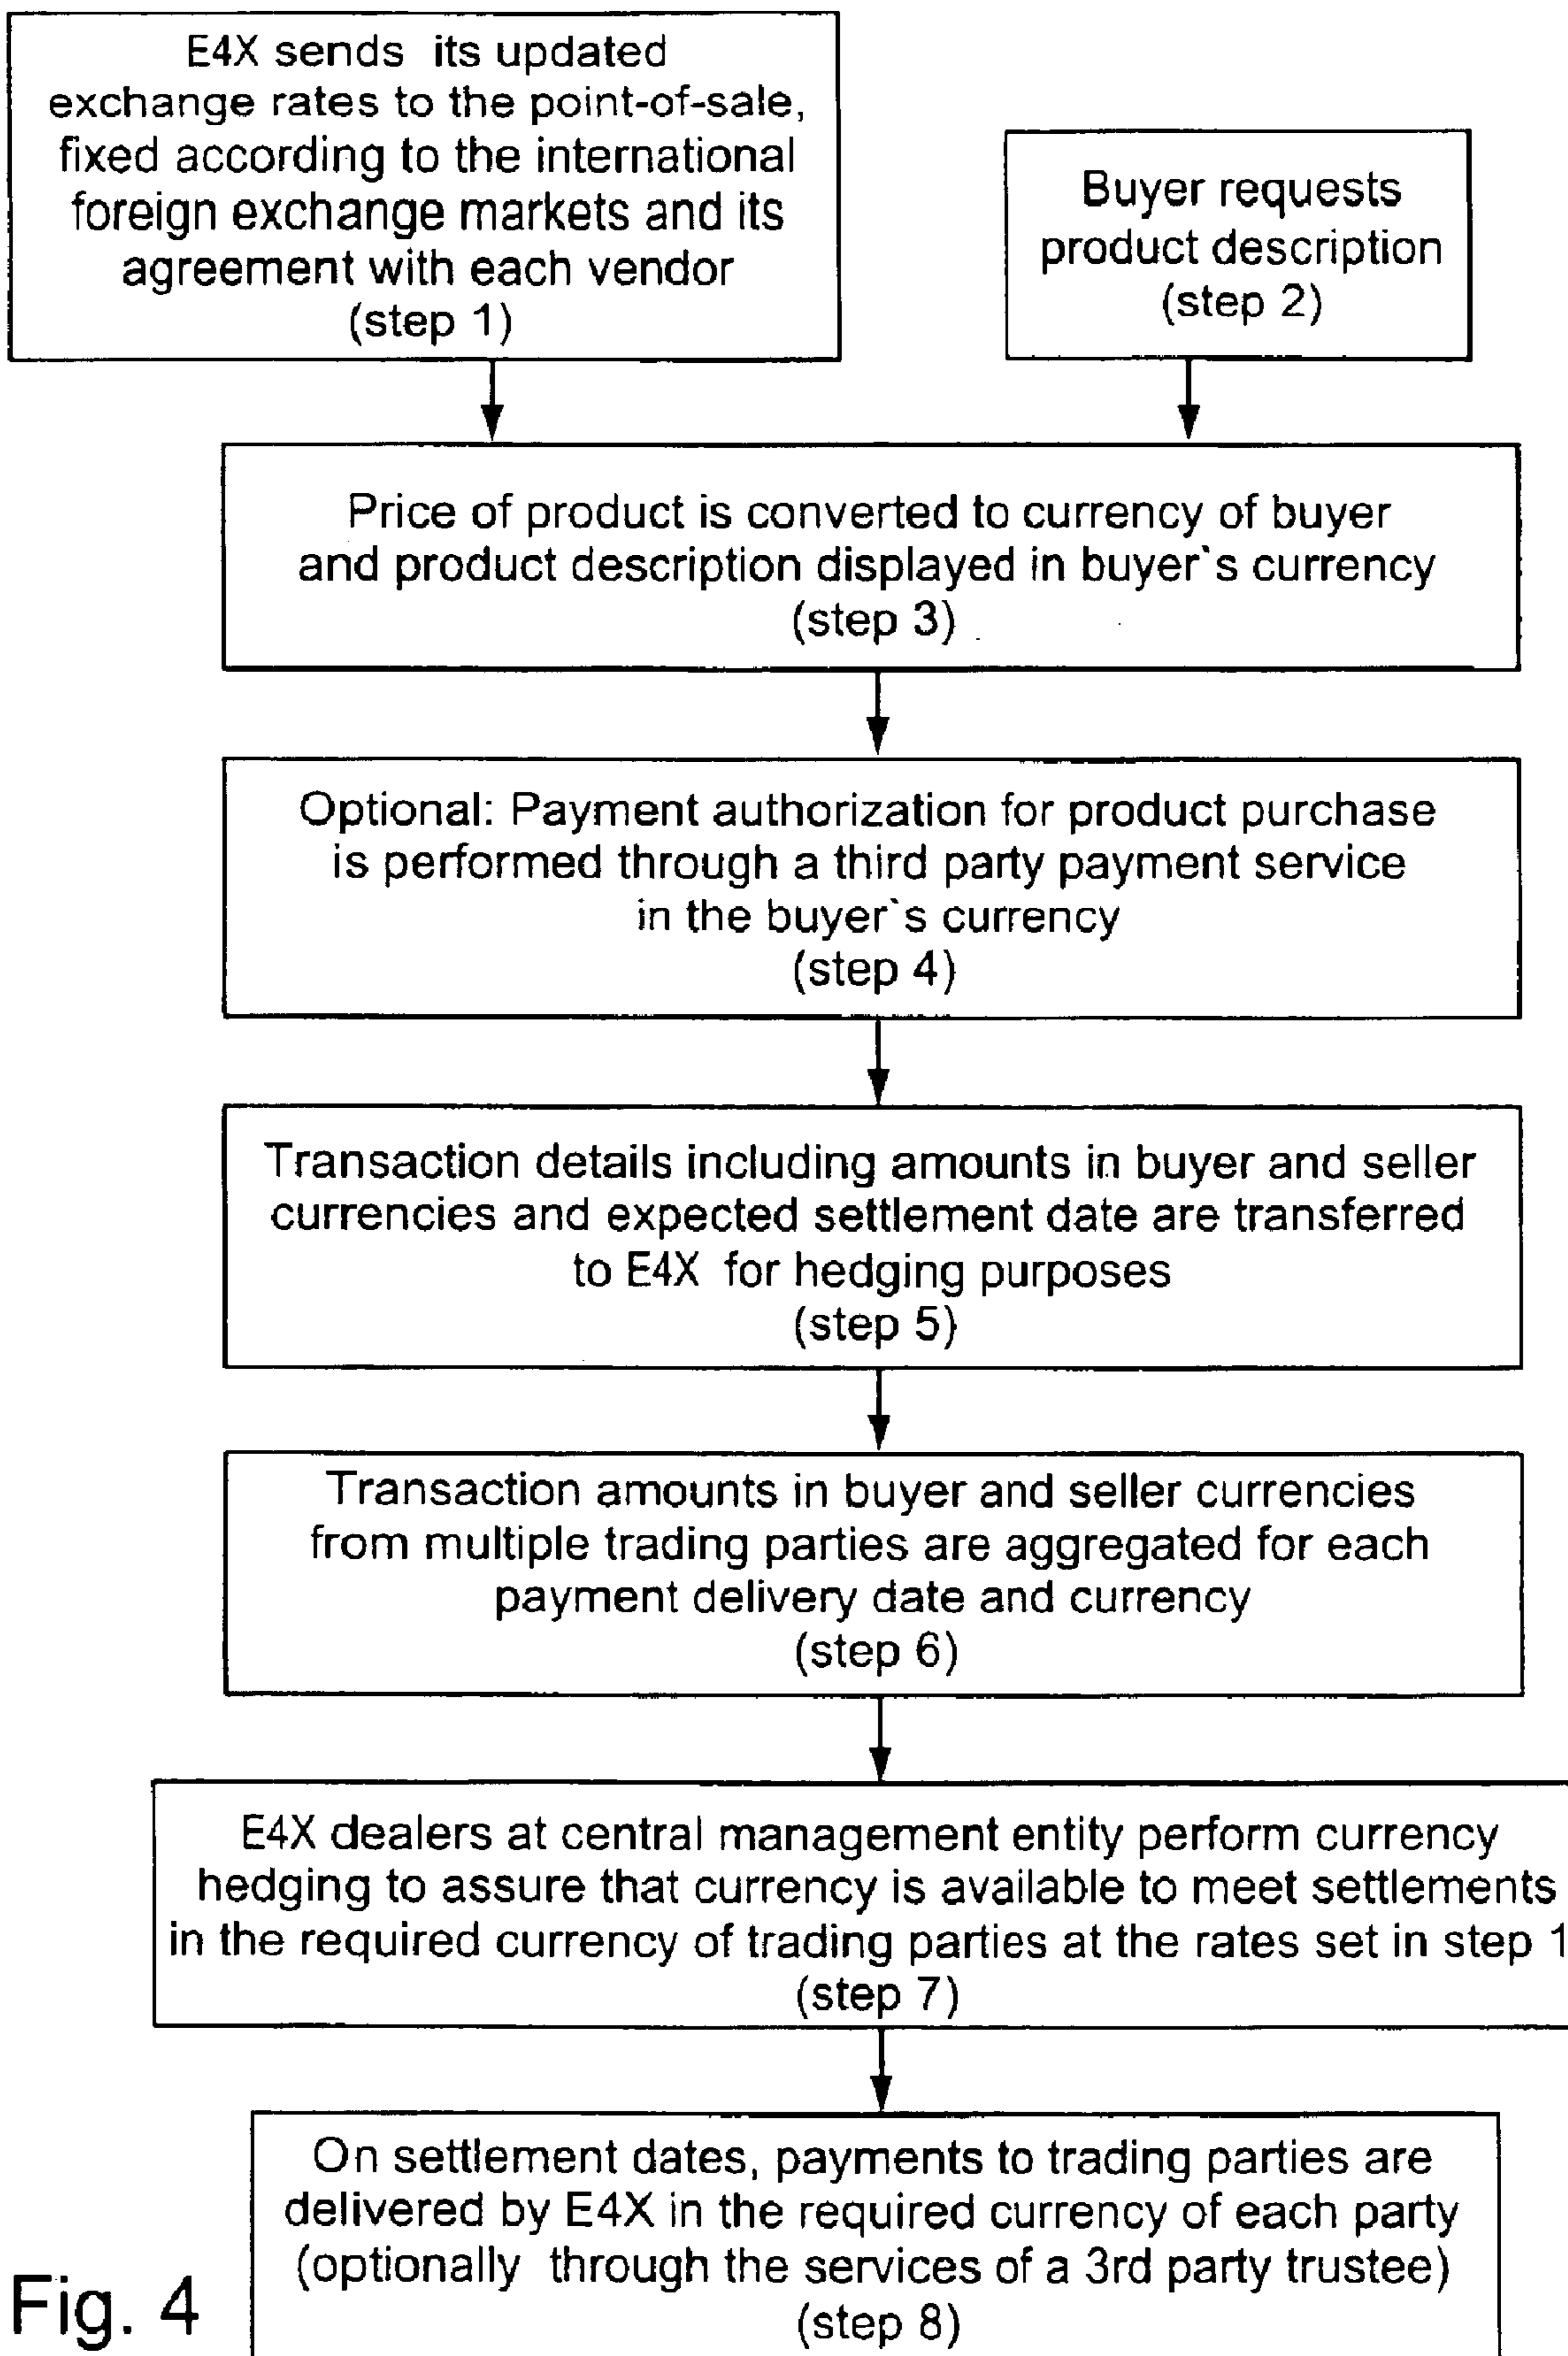 E4X sends its updated
exchange rates to the point-of-sale,
fixed according to the international
foreign exchange markets and its
agreement with each vendor
(step 1)
Buyer requests
product description
(step 2)
Price of product is converted to currency of buyer
and product description displayed in buyer`s currency
(step 3)
Optional: Payment authorization for product purchase
is performed through a third party payment service
in the buyer`s currency
(step 4)
Transaction details including amounts in buyer and seller
currencies and expected settlement date are transferred
to E4X for hedging purposes
(step 5)
Transaction amounts in buyer and seller currencies
from multiple trading parties are aggregated for each
payment delivery date and currency
(step 6)
E4X dealers at central management entity perform currency
hedging to assure that currency is available to meet settlements
in the required currency of trading parties at the rates set in step 1
(step 7)
On settlement dates, payments to trading parties are
delivered by E4X in the required currency of each party
(optionally through the services of a 3rd party trustee)
(step 8)
Fig. 4